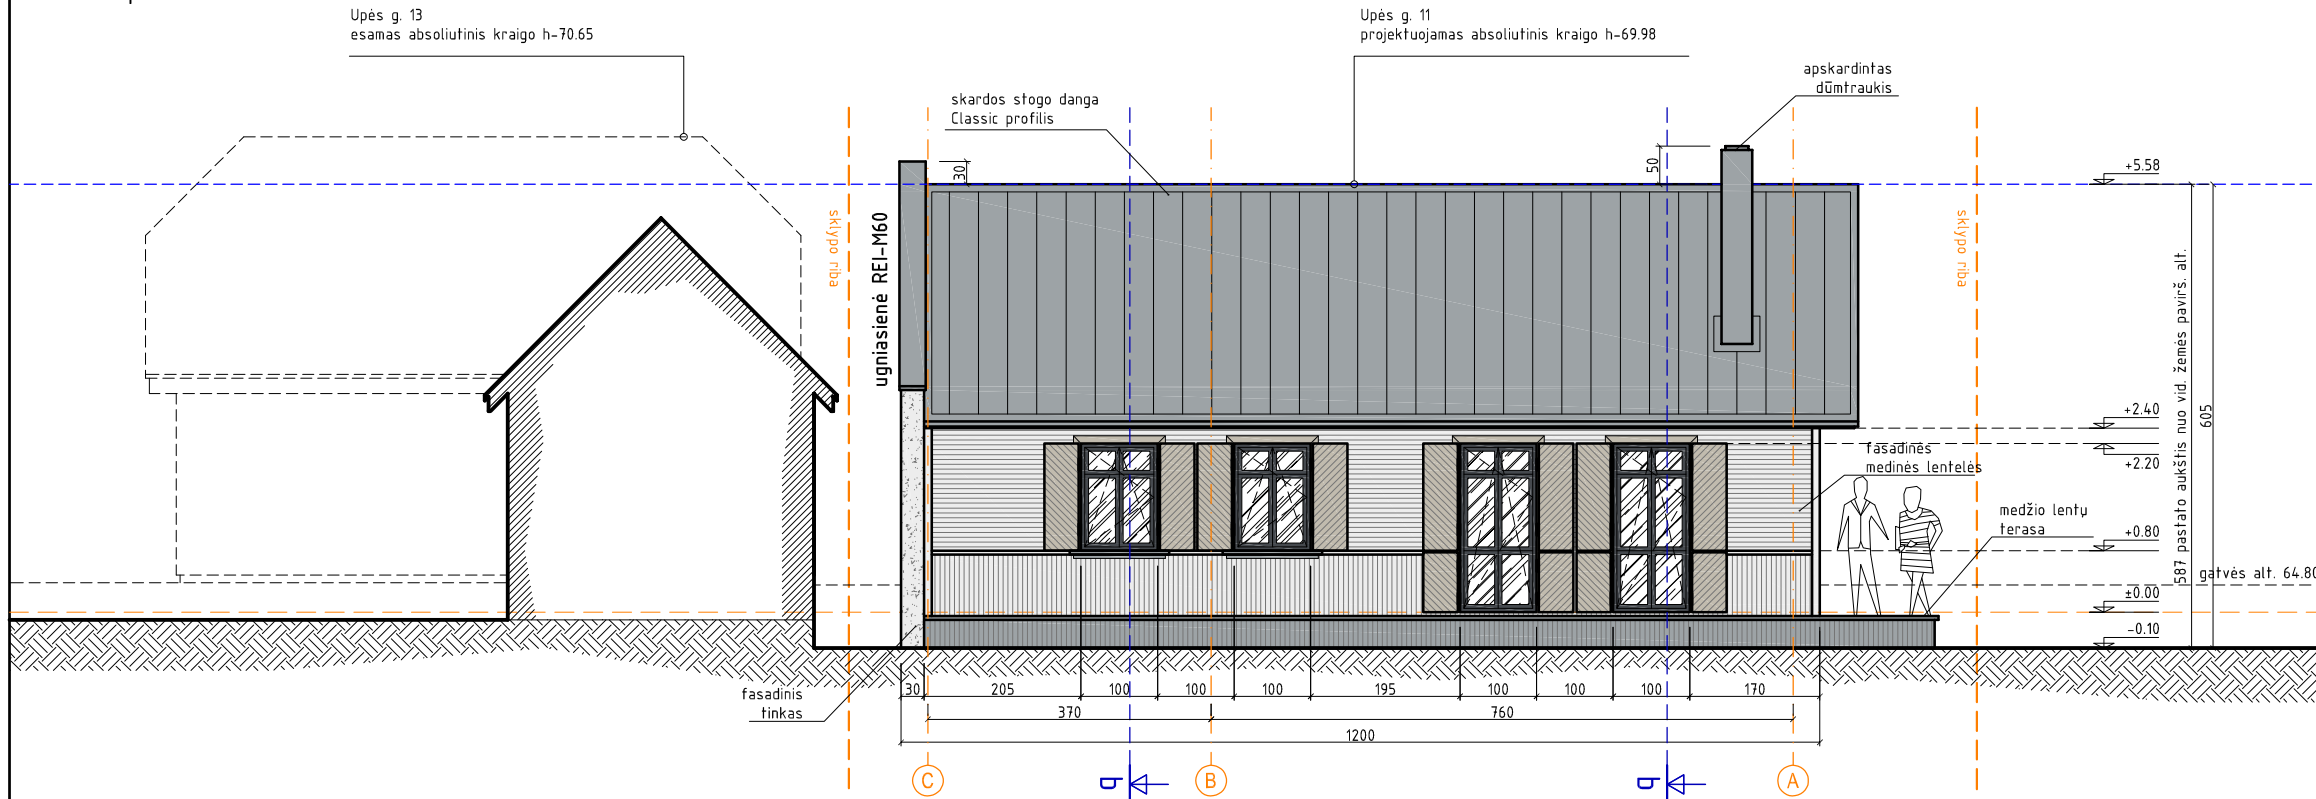 Upės g. 13
esamas absoliutinis kraigo h-70.65
Upės g. 11
projektuojamas absoliutinis kraigo h-69.98
apskardintas
dūmtraukis
skardos stogo danga
Classic profilis
30
50
+5.58
sklypo riba
ugniasienė REI-M60
sklypo riba
587 pastato aukštis nuo vid. žemės pavirš. alt.
605
+2.40
+2.20
fasadinės
medinės lentelės
medžio lentų
terasa
+0.80
gatvės alt. 64.80
±0.00
-0.10
fasadinis
tinkas
30
205
100
100
100
195
100
100
100
170
370
760
1200
C
b
B
b
A